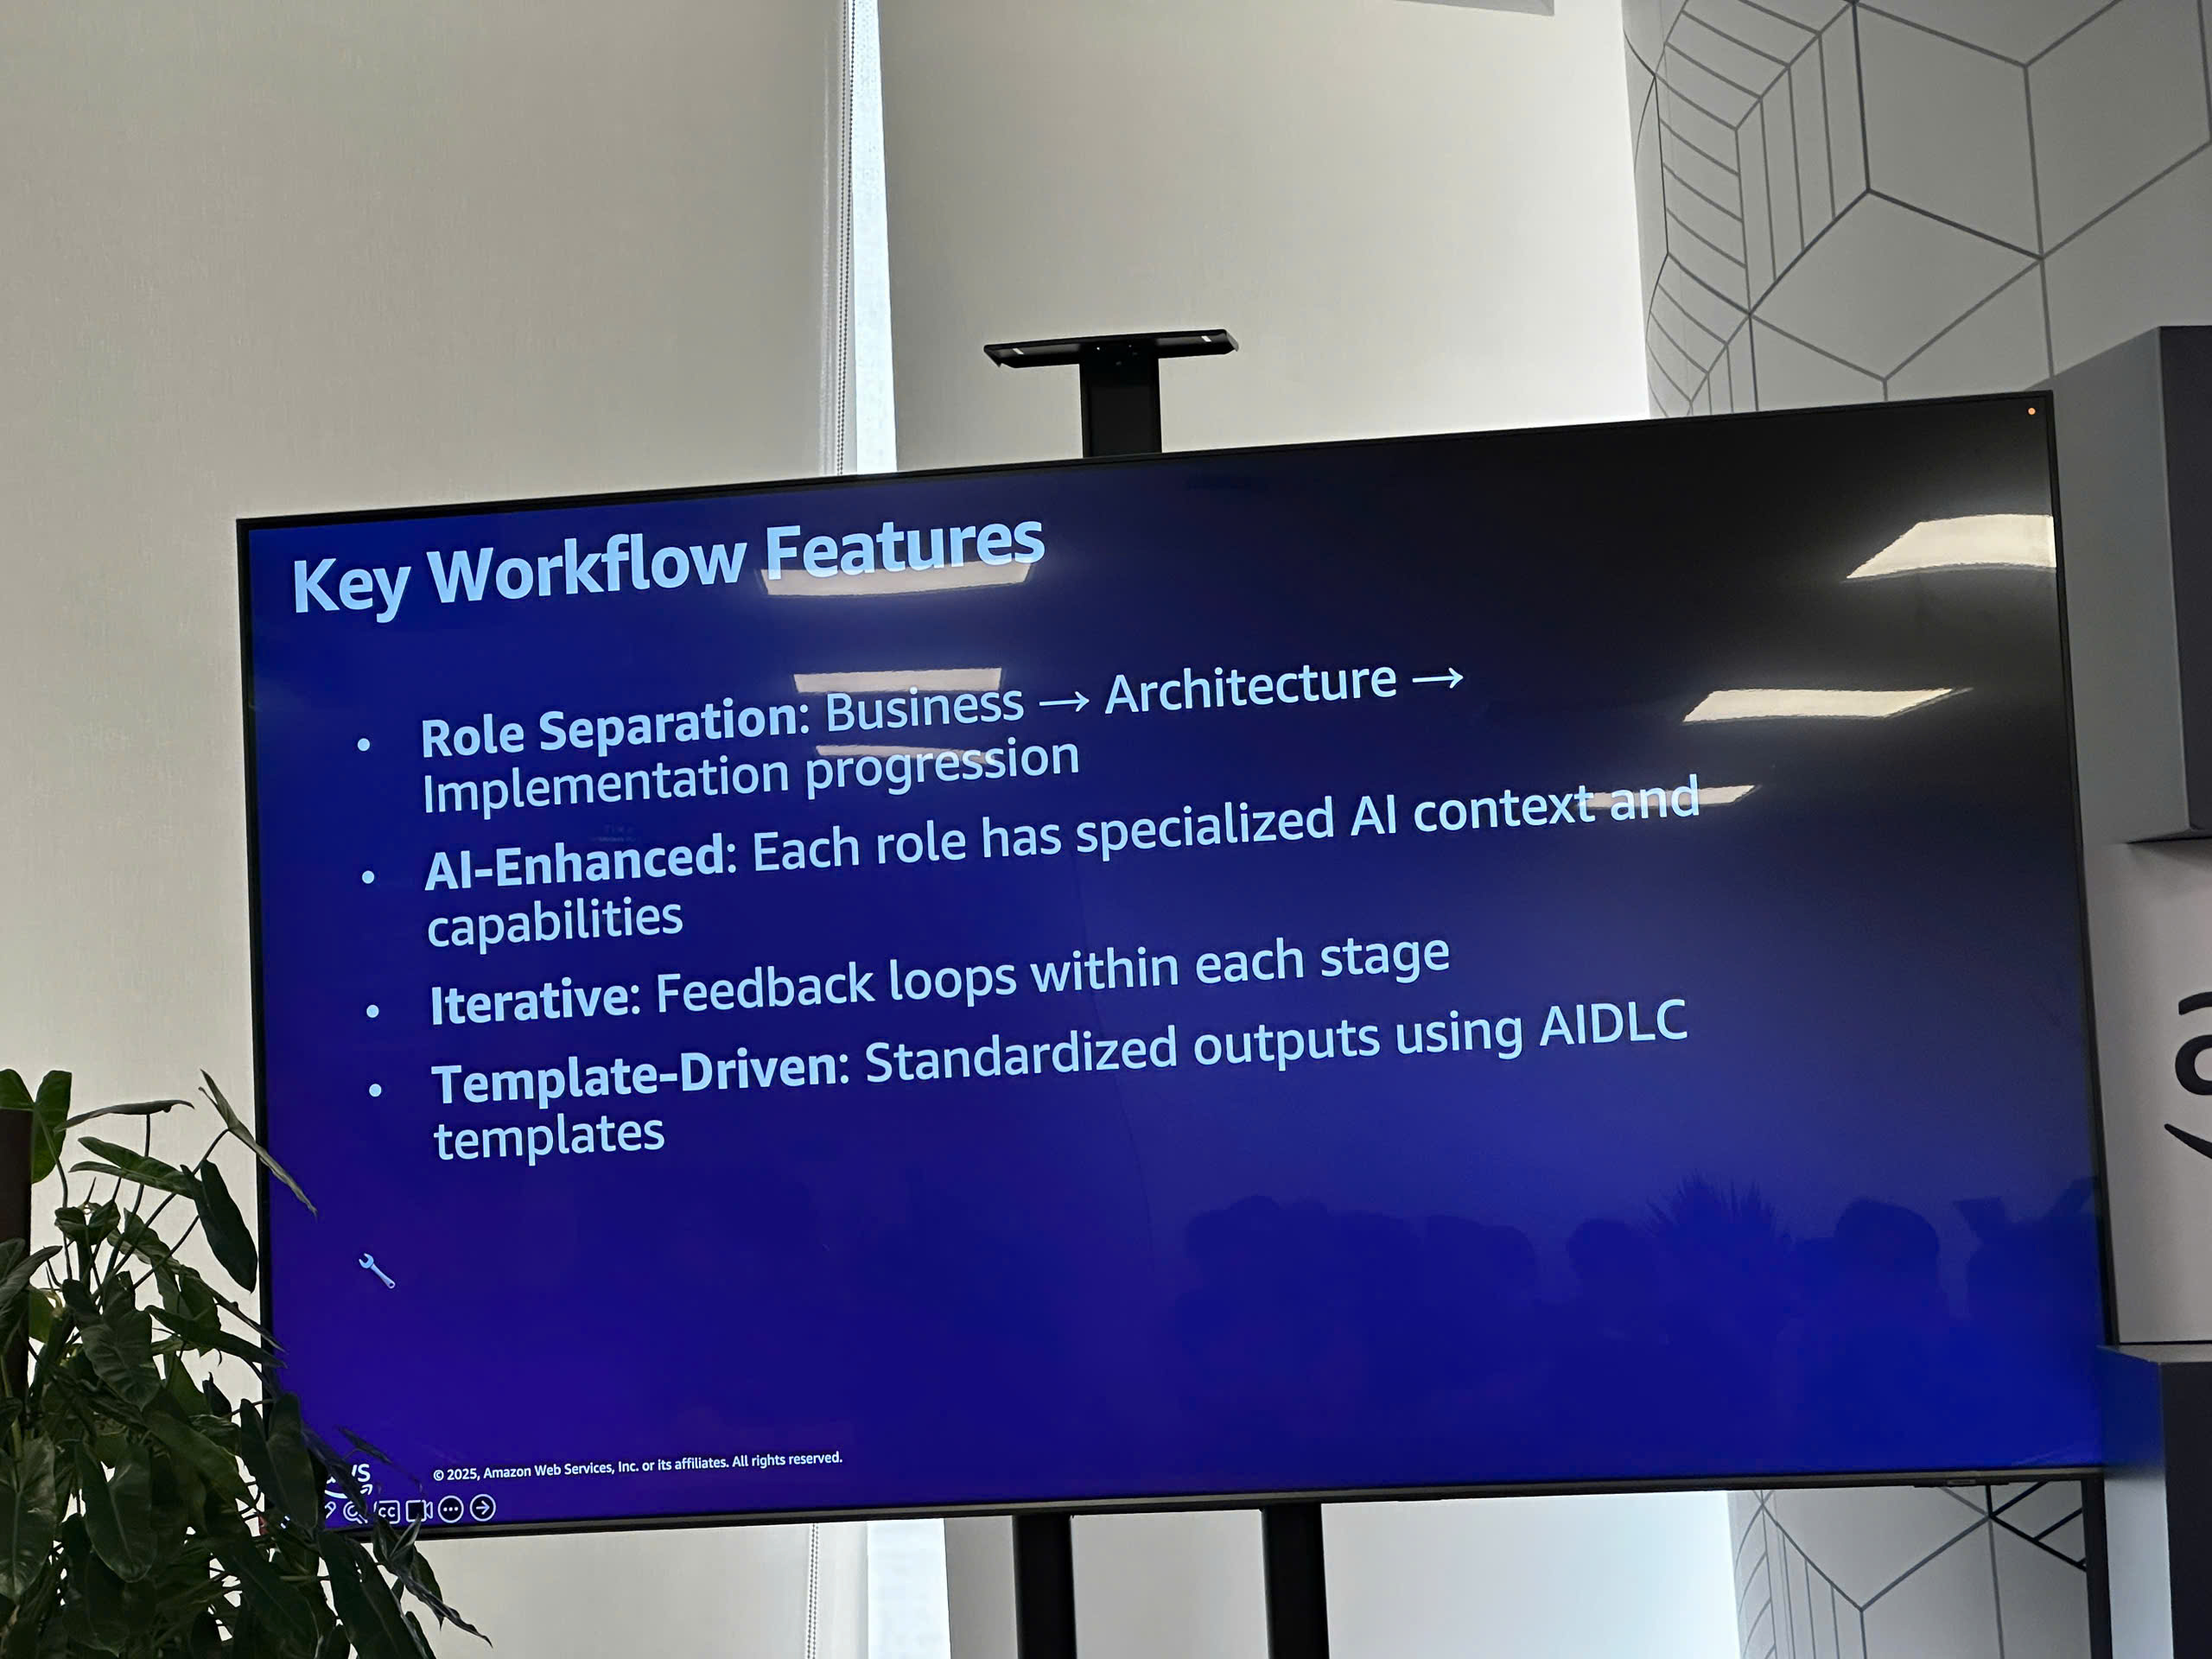 Key Workflow Features
• Role Separation: Business → Architecture →
Implementation progression
• AI-Enhanced: Each role has specialized AI context and
capabilities
• Iterative: Feedback loops within each stage
• Template-Driven: Standardized outputs using AIDLC
templates
© 2025, Amazon Web Services, Inc. or its affiliates. All rights reserved.
CC
a